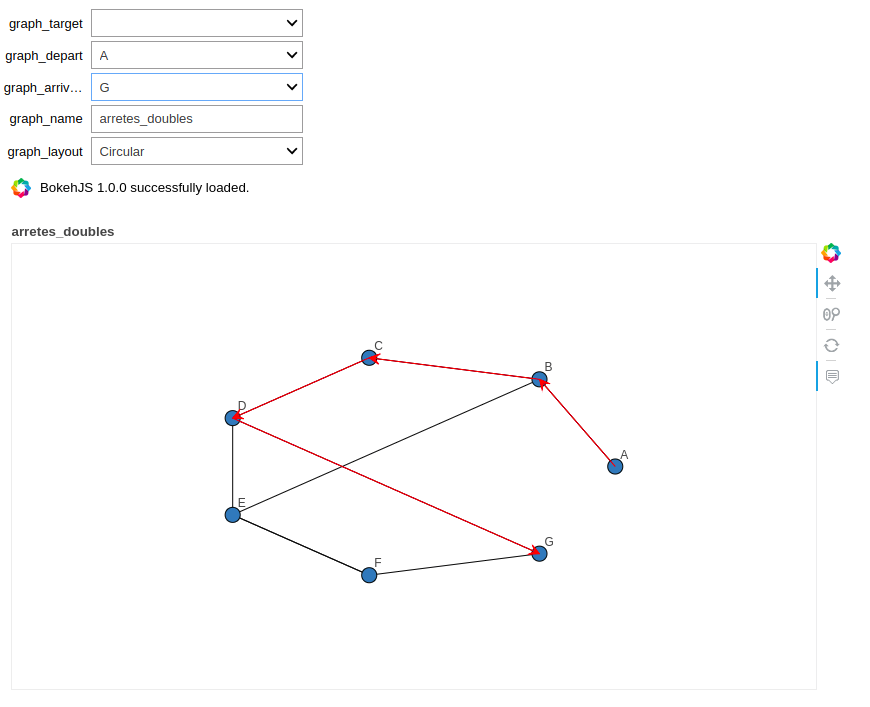 graph_target
graph_depart A
graph_arriv... G
graph_name arretes_doubles
graph_layout Circular
BokehJS 1.0.0 successfully loaded.
arretes_doubles
C
B
D
A
E
G
F